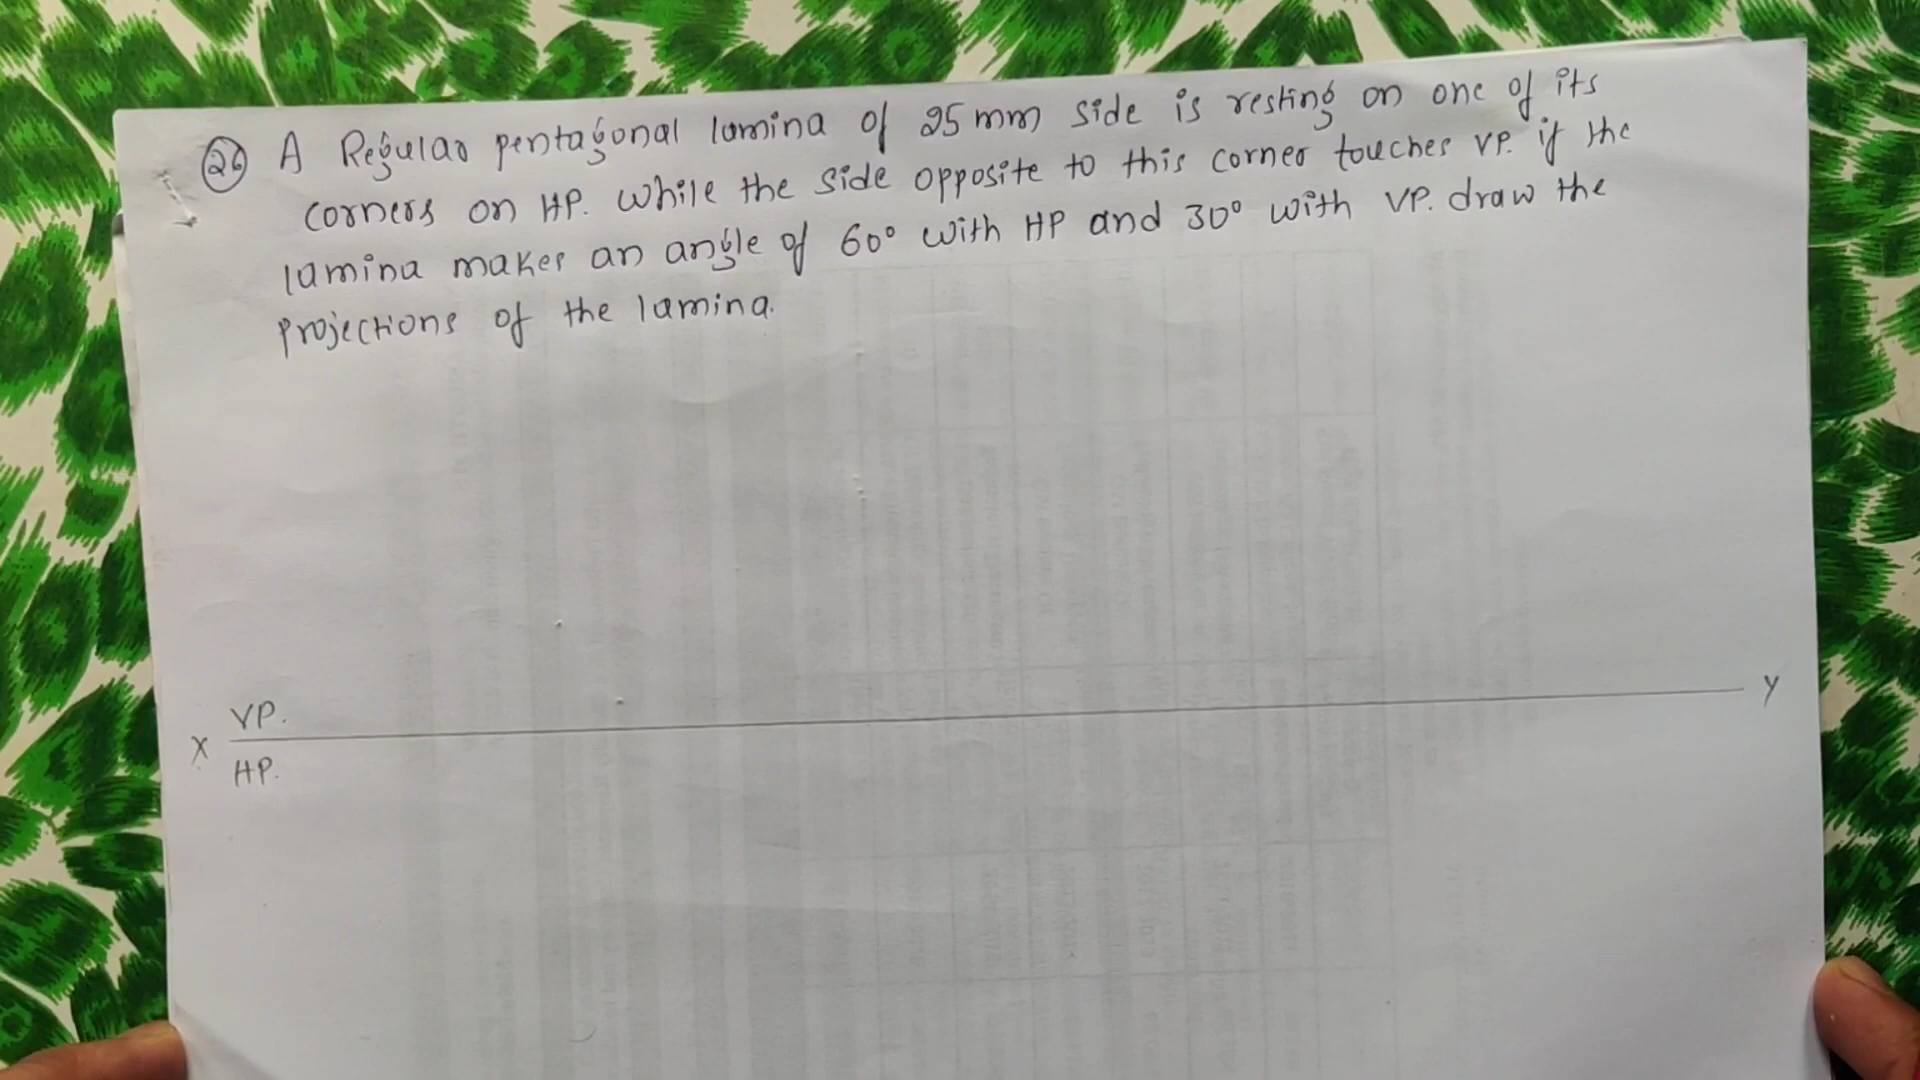 26 A Regular pentagonal lamina of 25 mm side is resting on one of its
corners on HP. while the side opposite to this corner touches VP. if the
lamina makes an angle of 60° with HP and 30° with VP. draw the
projections of the lamina.
VP.
X Y
HP.